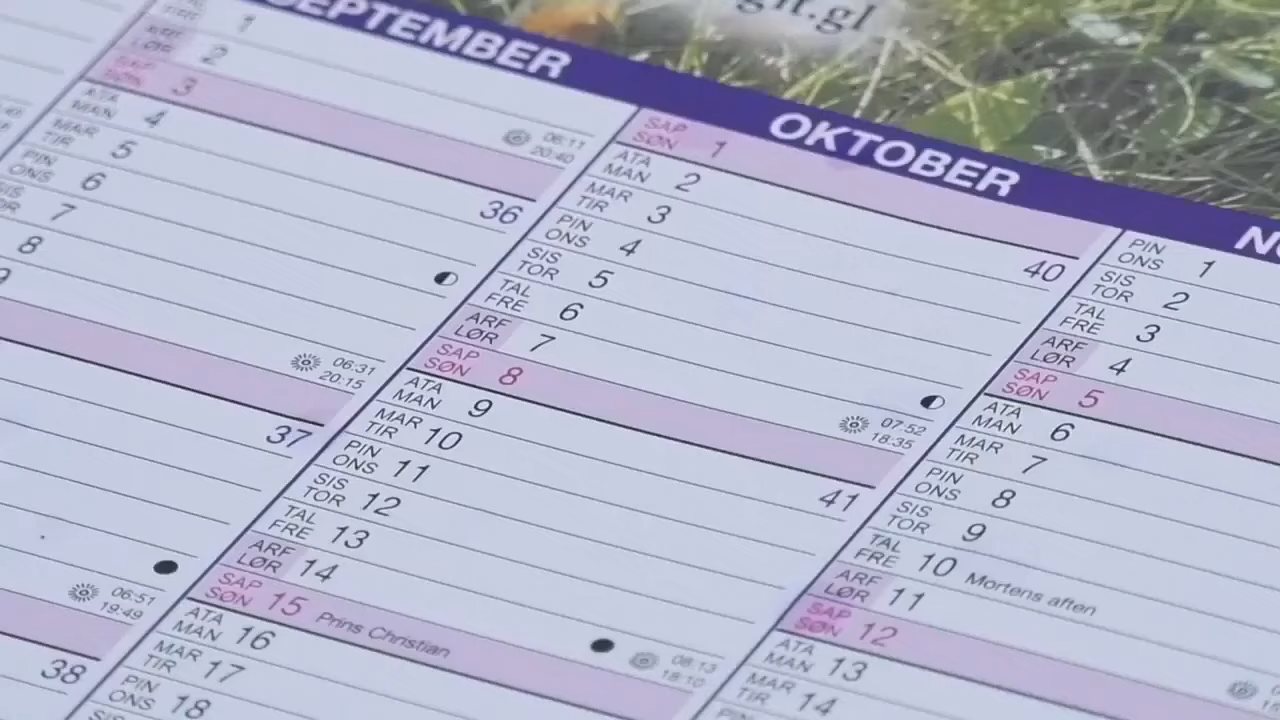 git.gl
SEPTEMBER
1
LØR 2
SAP
SØN 3
06:11
20:40
ATA
MAN 4
36
MAR
TIR 5
PIN
ONS 6
7
8
06:31
20:15
37
06:51
19:49
38
OKTOBER
SAP
SØN 1
ATA
MAN 2
40
MAR
TIR 3
PIN
ONS 4
SIS
TOR 5
TAL
FRE 6
ARF
LØR 7
SAP
SØN 8
07:52
18:35
ATA
MAN 9
41
MAR
TIR 10
PIN
ONS 11
SIS
TOR 12
TAL
FRE 13
ARF
LØR 14
SAP
SØN 15 Prins Christian
08:13
18:10
ATA
MAN 16
MAR
TIR 17
PIN
ONS 18
PIN
ONS 1
SIS
TOR 2
TAL
FRE 3
ARF
LØR 4
SAP
SØN 5
ATA
MAN 6
MAR
TIR 7
PIN
ONS 8
SIS
TOR 9
TAL
FRE 10 Mortens aften
ARF
LØR 11
SAP
SØN 12
ATA
MAN 13
MAR
TIR 14